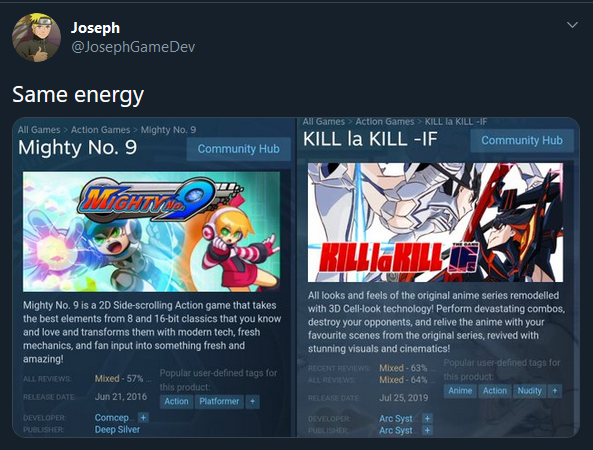 Joseph
@JosephGameDev
Same energy
All Games > Action Games > Mighty No. 9
Mighty No. 9
Community Hub
MIGHTY No. 9
Mighty No. 9 is a 2D Side-scrolling Action game that takes
the best elements from 8 and 16-bit classics that you know
and love and transforms them with modern tech, fresh
mechanics, and fan input into something fresh and
amazing!
ALL REVIEWS: Mixed - 57% ...
RELEASE DATE: Jun 21, 2016
DEVELOPER: Comcep... +
PUBLISHER: Deep Silver
Popular user-defined tags for
this product:
Action Platformer +
All Games > Action Games > KILL la KILL -IF
KILL la KILL -IF
Community Hub
KILL la KILL THE GAME IF
All looks and feels of the original anime series remodelled
with 3D Cell-look technology! Perform devastating combos,
destroy your opponents, and relive the anime with your
favourite scenes from the original series, revived with
stunning visuals and cinematics!
RECENT REVIEWS: Mixed - 63% ...
ALL REVIEWS: Mixed - 64% ...
RELEASE DATE: Jul 25, 2019
DEVELOPER: Arc Syst... +
PUBLISHER: Arc Syst... +
Popular user-defined tags for
this product:
Anime Action Nudity +